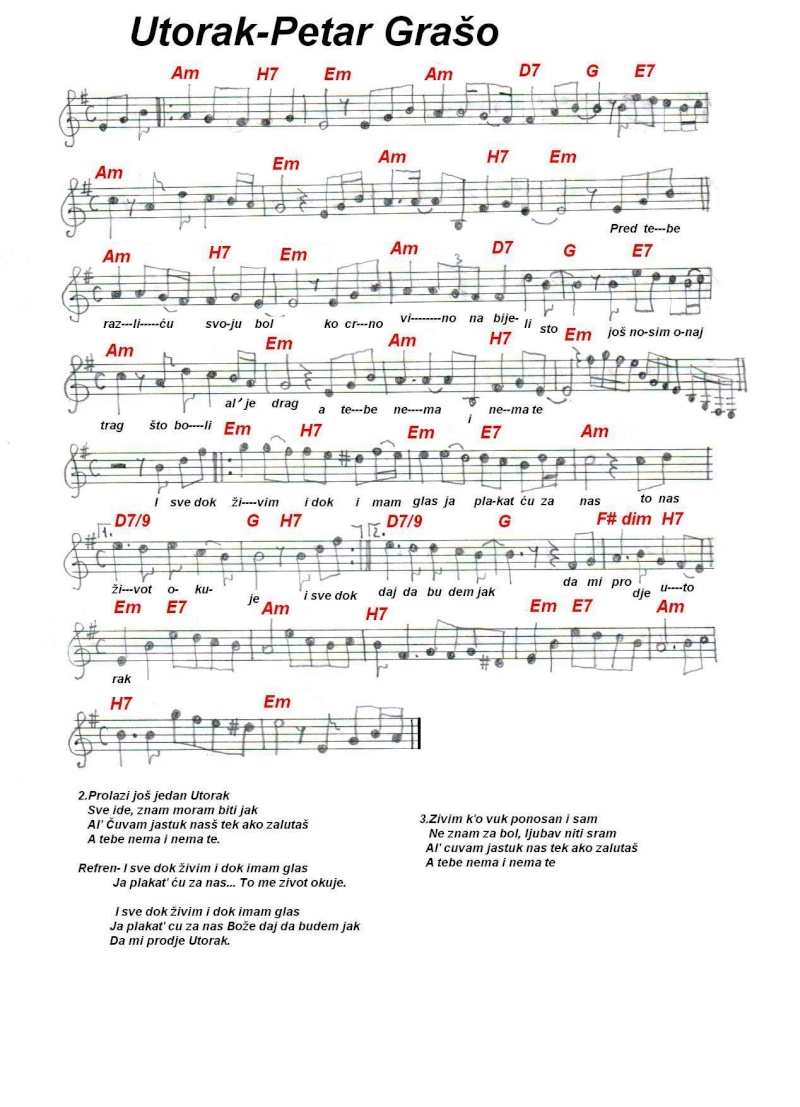 Utorak-Petar Grašo
Am H7 Em Am D7 G E7
Am Em Am H7 Em
Pred te---be
Am H7 Em Am D7 G E7
3
raz---li-----ću svo-ju bol ko cr---no vi--------no na bije- li sto još no-sim o-naj
Am Em Am H7 Em
trag što bo----li al' je drag a te---be ne----ma i ne--ma te
Em H7 Em E7 Am
I sve dok ži----vim i dok i mam glas ja pla-kat ću za nas to nas
1. 2.
D7/9 G H7 D7/9 G F# dim H7
ži---vot o- ku- je i sve dok daj da bu dem jak da mi pro dje u----to
Em E7 Am H7 Em E7 Am
rak
H7 Em
2.Prolazi još jedan Utorak
Sve ide, znam moram biti jak
Al' Čuvam jastuk nasš tek ako zalutaš
A tebe nema i nema te.
Refren- I sve dok živim i dok imam glas
Ja plakat' ću za nas... To me zivot okuje.
I sve dok živim i dok imam glas
Ja plakat' cu za nas Bože daj da budem jak
Da mi prodje Utorak.
3.Zivim k'o vuk ponosan i sam
Ne znam za bol, ljubav niti sram
Al' cuvam jastuk nas tek ako zalutaš
A tebe nema i nema te